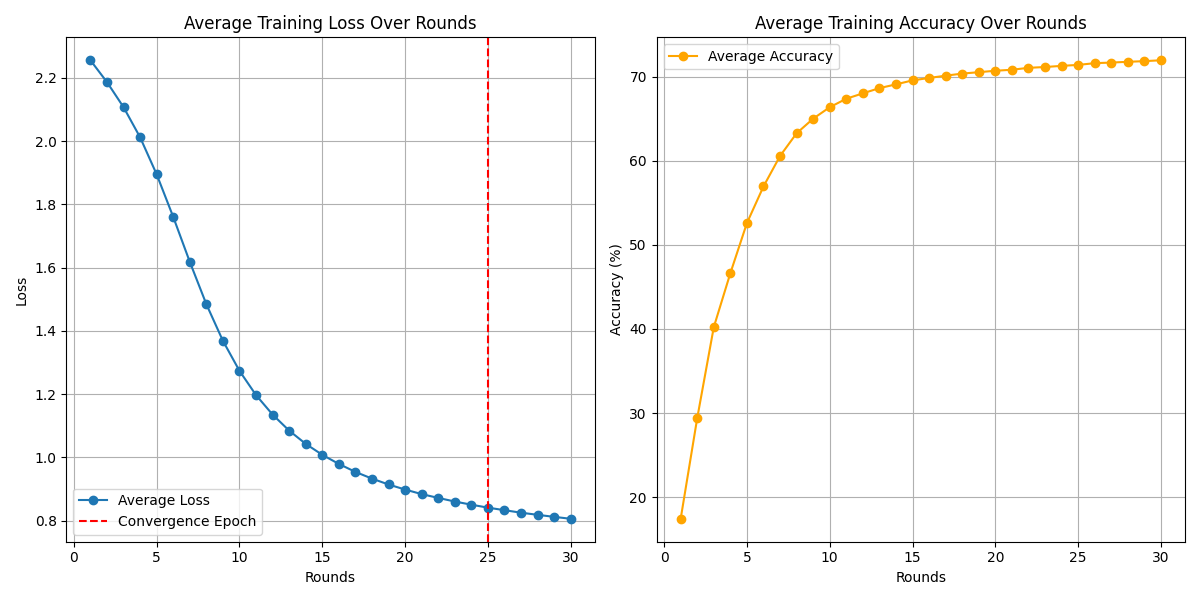 Average Training Loss Over Rounds
Loss
2.2
2.0
1.8
1.6
1.4
1.2
1.0
0.8
Average Loss
Convergence Epoch
0 5 10 15 20 25 30
Rounds
Average Training Accuracy Over Rounds
Average Accuracy
Accuracy (%)
70
60
50
40
30
20
0 5 10 15 20 25 30
Rounds